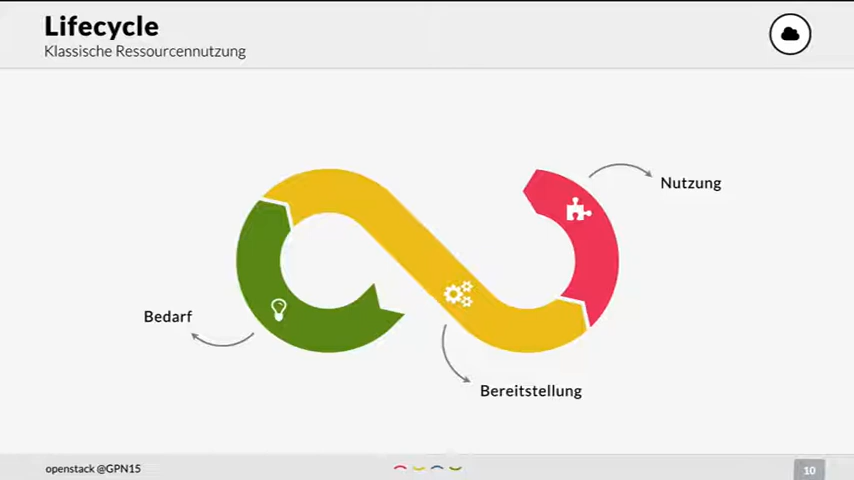 Lifecycle
Klassische Ressourcennutzung
Nutzung
Bedarf
Bereitstellung
openstack @GPN15
10